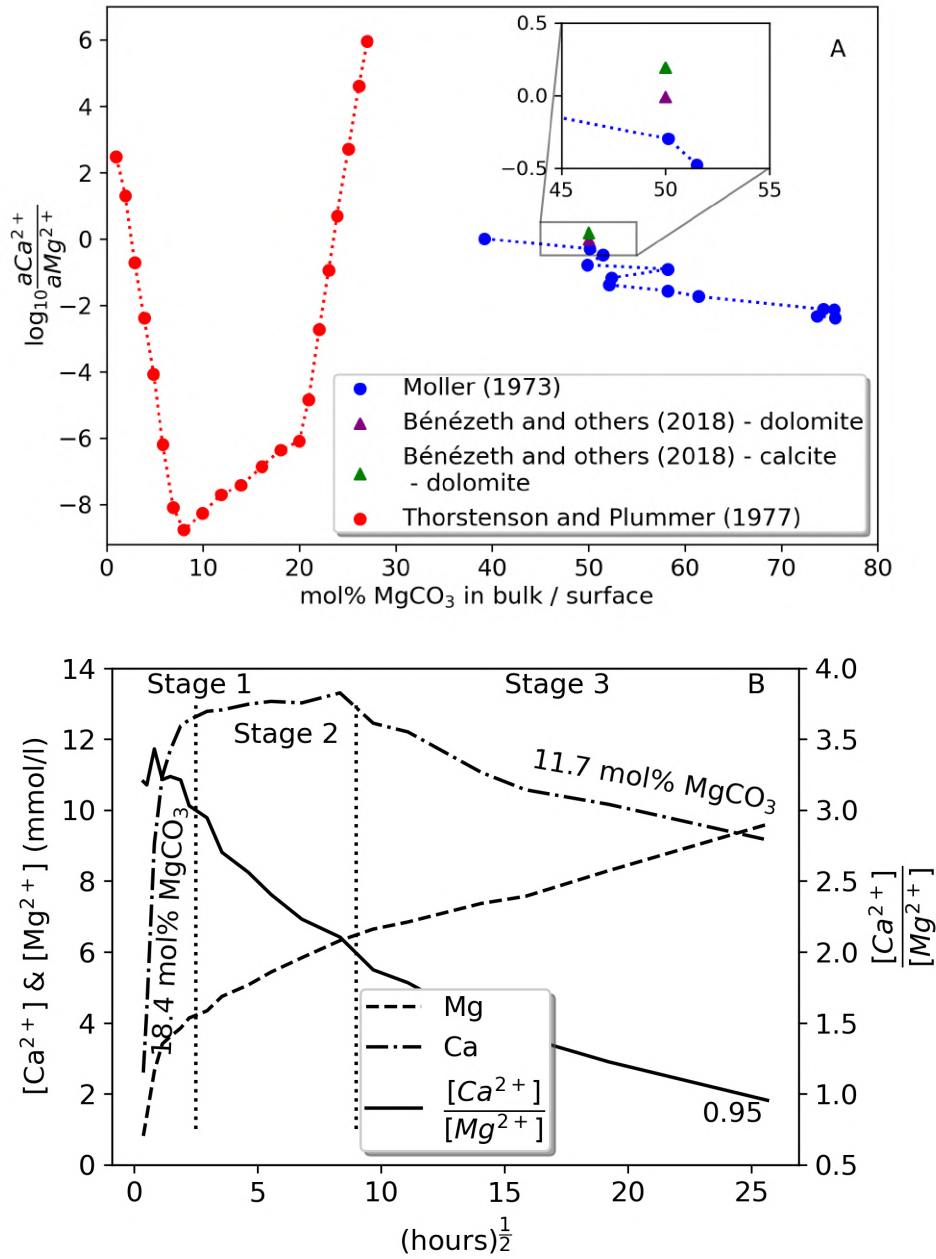 A
6
4
2
0
−2
−4
−6
−8
log₁₀ aCa²⁺/aMg²⁺
0.5
0.0
−0.5
45 50 55
Moller (1973)
Bénézeth and others (2018) - dolomite
Bénézeth and others (2018) - calcite
- dolomite
Thorstenson and Plummer (1977)
0 10 20 30 40 50 60 70 80
mol% MgCO₃ in bulk / surface
14
12
10
8
6
4
2
0
[Ca²⁺] & [Mg²⁺] (mmol/l)
Stage 1
Stage 2
Stage 3
B
18.4 mol% MgCO₃
11.7 mol% MgCO₃
0.95
Mg
Ca
[Ca²⁺]
[Mg²⁺]
4.0
3.5
3.0
2.5
2.0
1.5
1.0
0.5
[Ca²⁺]
[Mg²⁺]
0 5 10 15 20 25
(hours)½